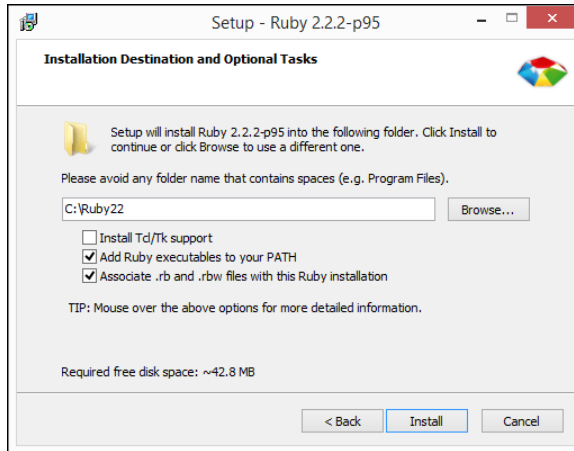 Setup - Ruby 2.2.2-p95
Installation Destination and Optional Tasks
Setup will install Ruby 2.2.2-p95 into the following folder. Click Install to
continue or click Browse to use a different one.
Please avoid any folder name that contains spaces (e.g. Program Files).
C:\Ruby22
Browse...
Install Tcl/Tk support
Add Ruby executables to your PATH
Associate .rb and .rbw files with this Ruby installation
TIP: Mouse over the above options for more detailed information.
Required free disk space: ~42.8 MB
< Back Install Cancel